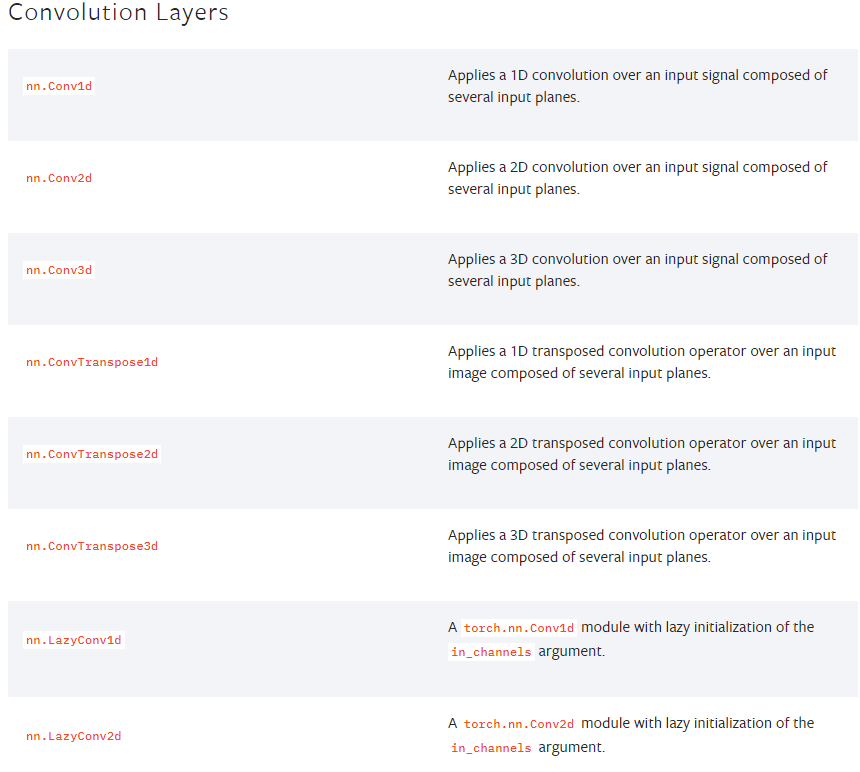 Convolution Layers
nn.Conv1d
Applies a 1D convolution over an input signal composed of
several input planes.
nn.Conv2d
Applies a 2D convolution over an input signal composed of
several input planes.
nn.Conv3d
Applies a 3D convolution over an input signal composed of
several input planes.
nn.ConvTranspose1d
Applies a 1D transposed convolution operator over an input
image composed of several input planes.
nn.ConvTranspose2d
Applies a 2D transposed convolution operator over an input
image composed of several input planes.
nn.ConvTranspose3d
Applies a 3D transposed convolution operator over an input
image composed of several input planes.
nn.LazyConv1d
A torch.nn.Conv1d module with lazy initialization of the
in_channels argument.
nn.LazyConv2d
A torch.nn.Conv2d module with lazy initialization of the
in_channels argument.